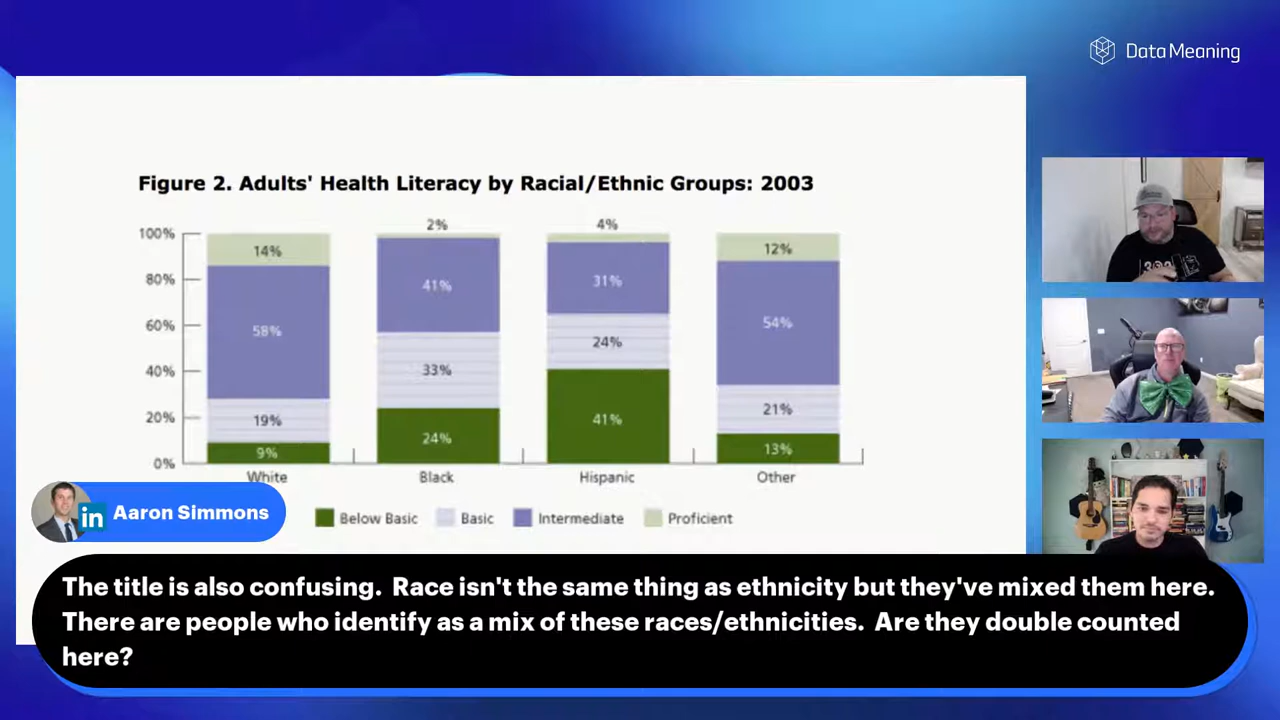 Data Meaning
Figure 2. Adults' Health Literacy by Racial/Ethnic Groups: 2003
2% 4%
100%
14% 12%
80%
41% 31%
60%
58% 54%
24%
40%
33%
20%
19% 21%
41%
24%
9% 13%
0%
White Black Hispanic Other
Below Basic Basic Intermediate Proficient
in Aaron Simmons
The title is also confusing. Race isn't the same thing as ethnicity but they've mixed them here.
There are people who identify as a mix of these races/ethnicities. Are they double counted
here?